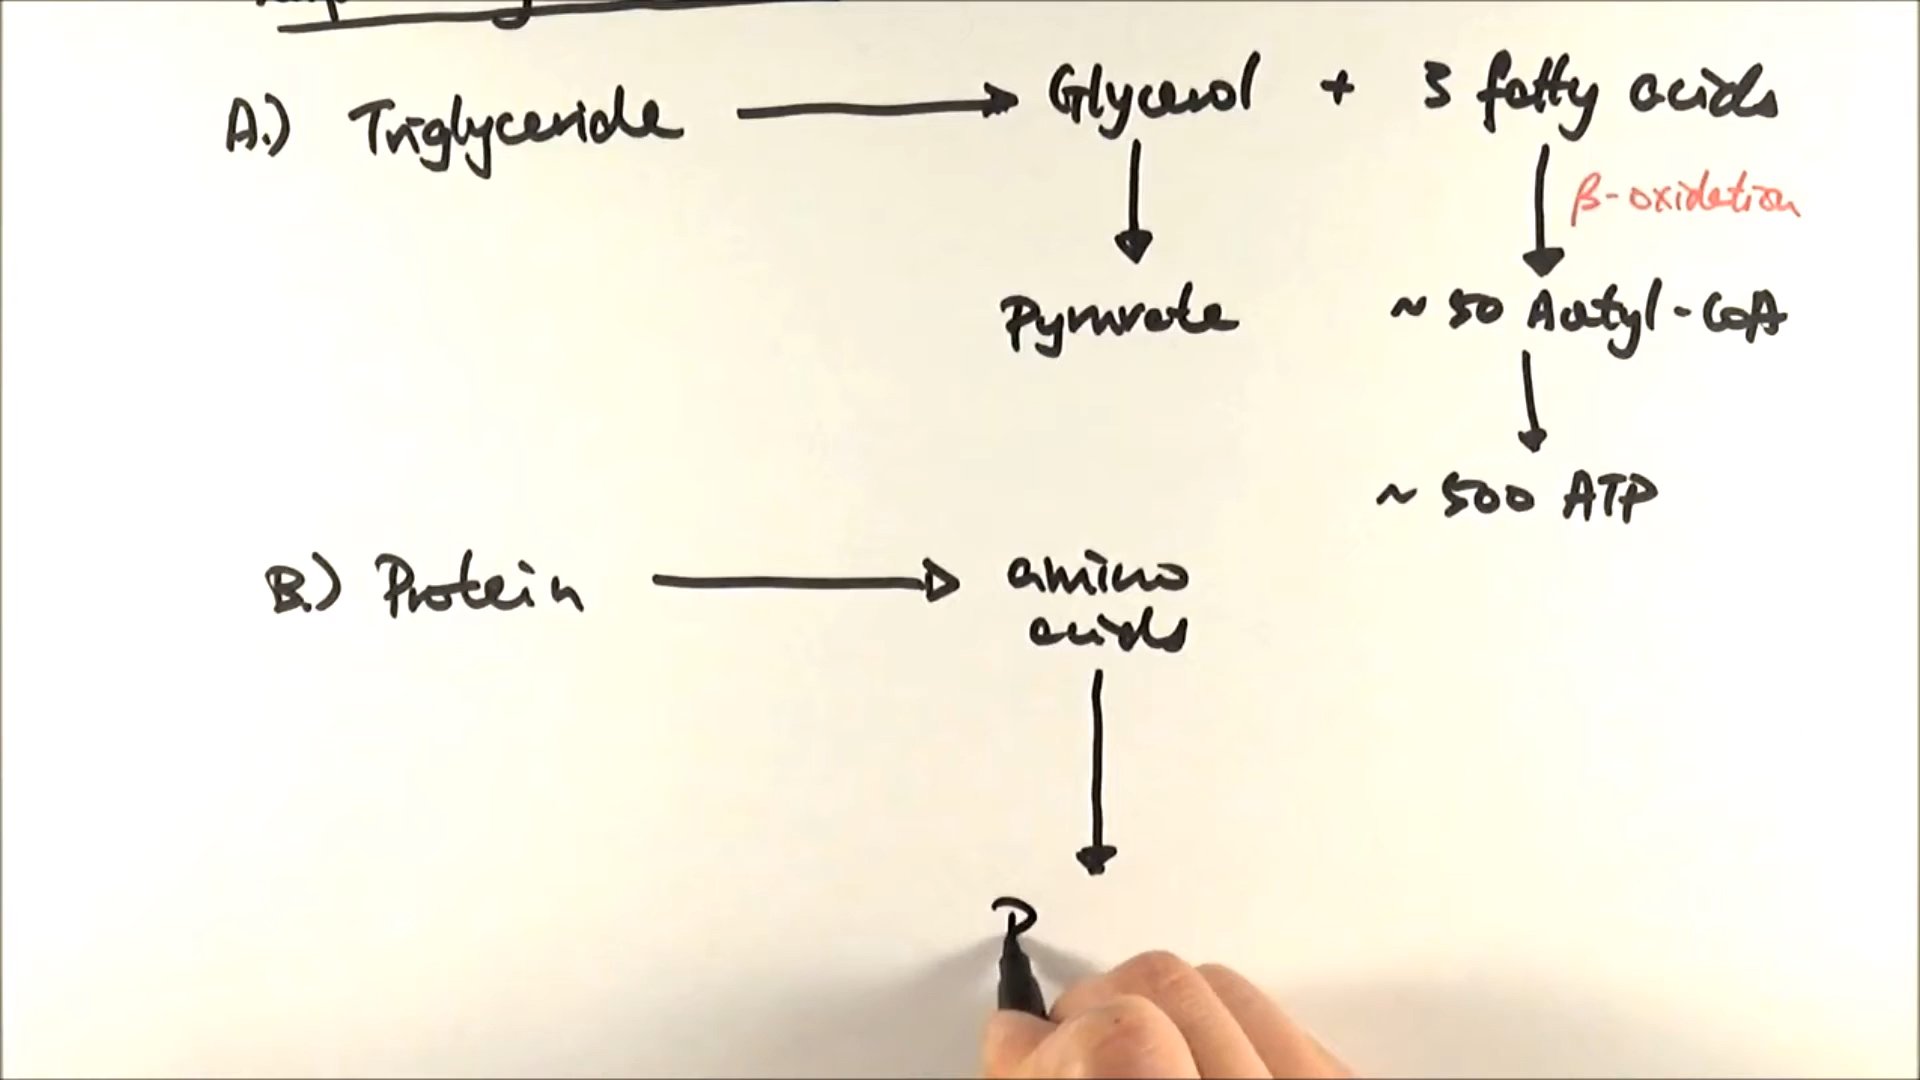 A.) Triglyceride → Glycerol + 3 fatty acids
β-oxidation
Pyruvate ~ 50 Acetyl-CoA
~ 500 ATP
B.) Protein → amino
acids
P